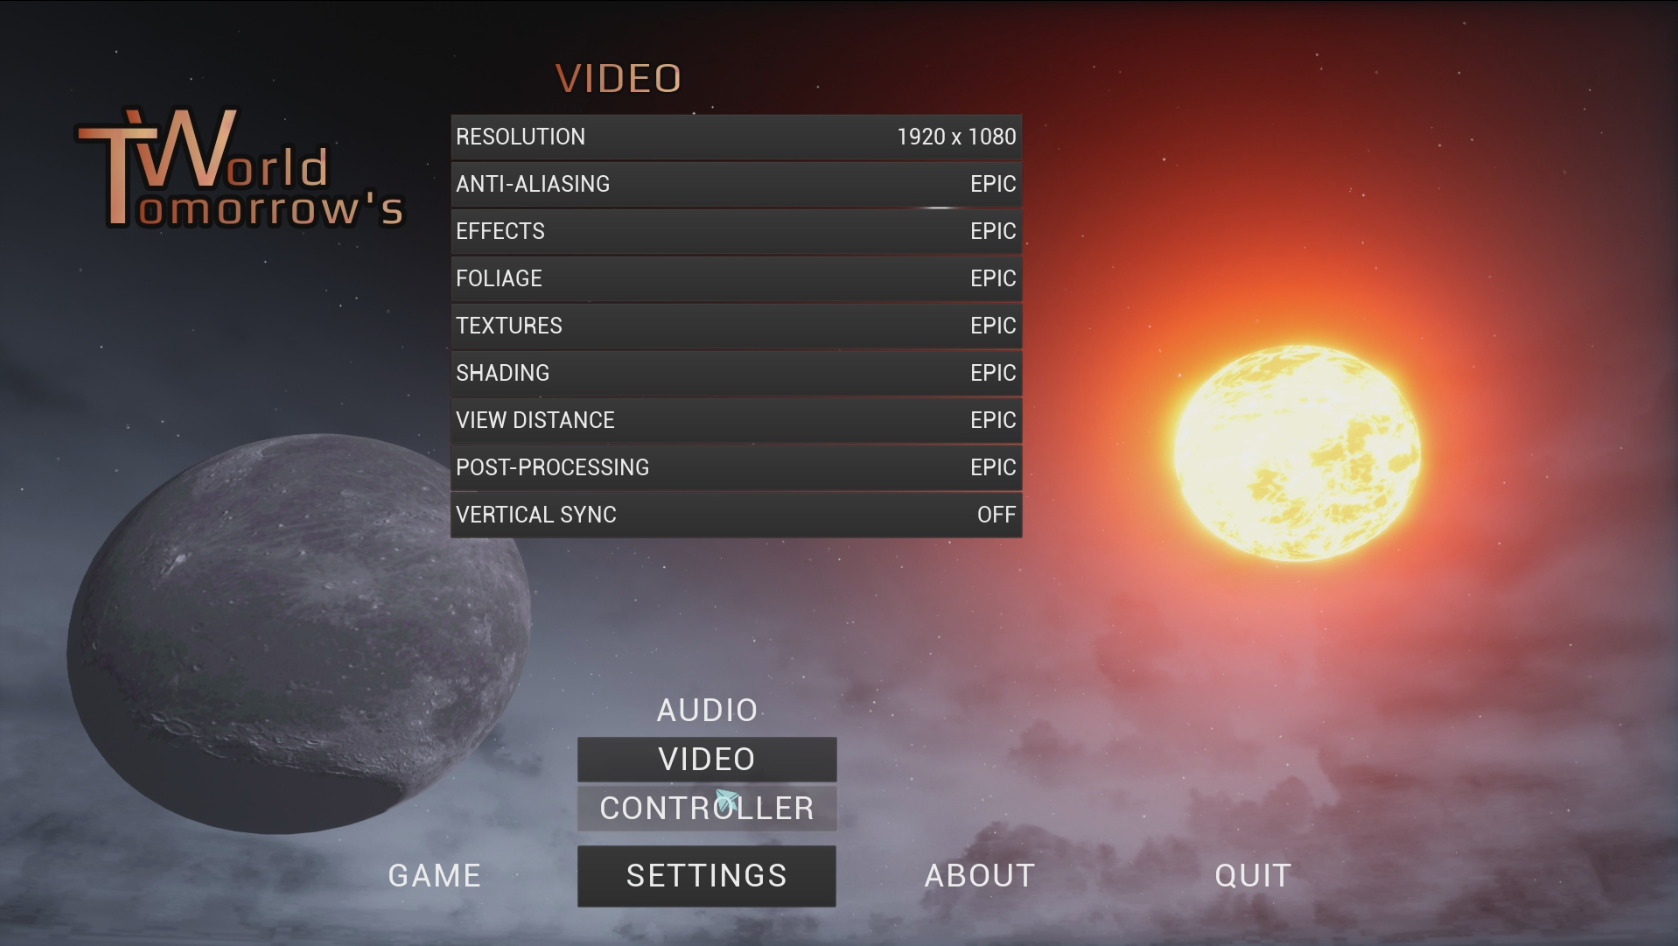 World
Tomorrow's
VIDEO
RESOLUTION 1920 x 1080
ANTI-ALIASING EPIC
EFFECTS EPIC
FOLIAGE EPIC
TEXTURES EPIC
SHADING EPIC
VIEW DISTANCE EPIC
POST-PROCESSING EPIC
VERTICAL SYNC OFF
AUDIO
VIDEO
CONTROLLER
GAME SETTINGS ABOUT QUIT